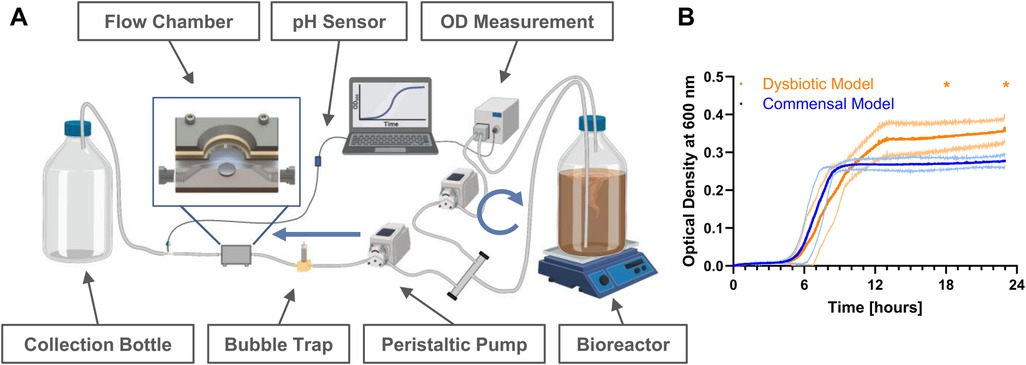 A
Flow Chamber
pH Sensor
OD Measurement
OD600
Time
Collection Bottle
Bubble Trap
Peristaltic Pump
Bioreactor
B
Optical Density at 600 nm
0.5
0.4
0.3
0.2
0.1
0.0
Dysbiotic Model
Commensal Model
* *
0 6 12 18 24
Time [hours]